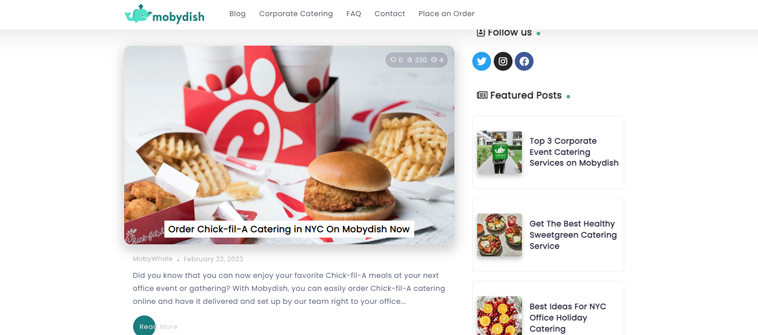 mobydish
Blog Corporate Catering FAQ Contact Place an Order
Follow us
0 320 4
Chick-fil-A
Order Chick-fil-A Catering in NYC On Mobydish Now
MobyWhale February 22, 2023
Did you know that you can now enjoy your favorite Chick-fil-A meals at your next
office event or gathering? With Mobydish, you can easily order Chick-fil-A catering
online and have it delivered and set up by our team right to your office...
Read More
Featured Posts
Top 3 Corporate
Event Catering
Services on Mobydish
Get The Best Healthy
Sweetgreen Catering
Service
Best Ideas For NYC
Office Holiday
Catering